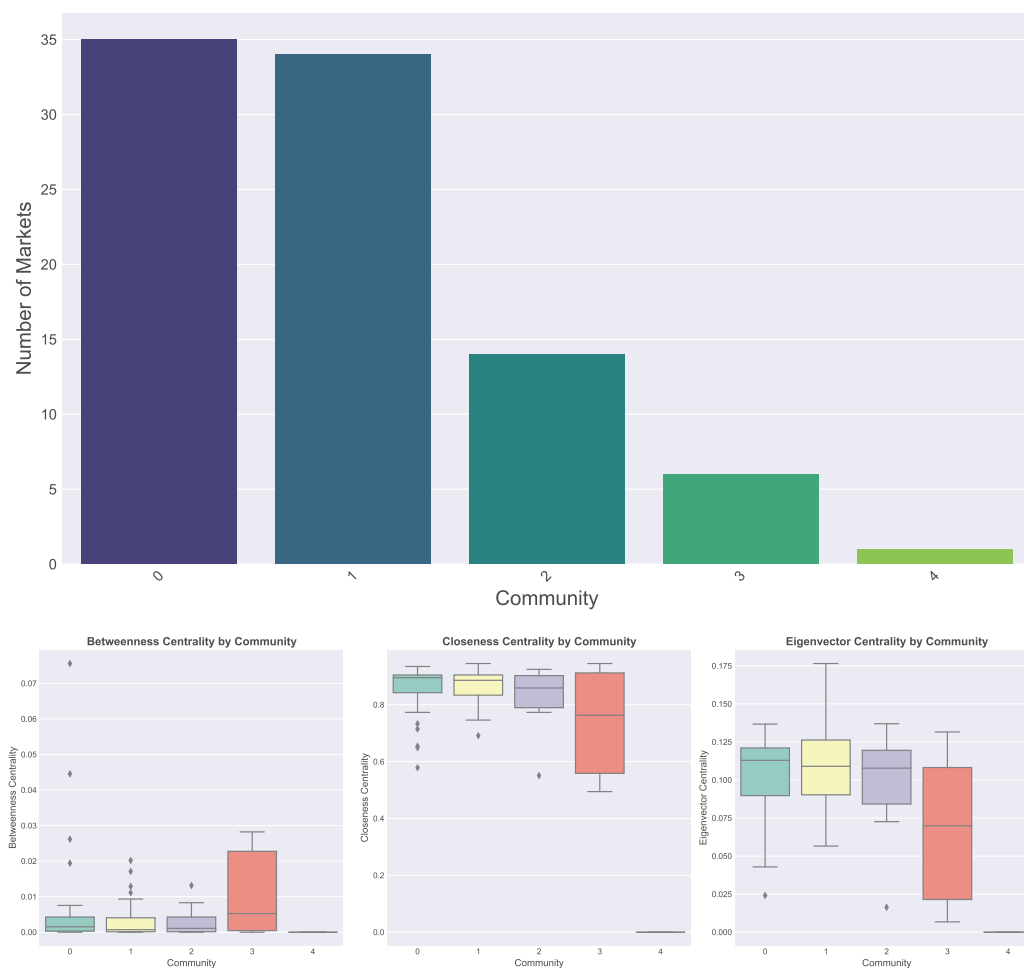 35
30
25
20
15
10
5
0
Number of Markets
0 1 2 3 4
Community
Betweenness Centrality by Community
0.07
0.06
0.05
0.04
0.03
0.02
0.01
0.00
Betweenness Centrality
0 1 2 3 4
Community
Closeness Centrality by Community
0.8
0.6
0.4
0.2
0.0
Closeness Centrality
0 1 2 3 4
Community
Eigenvector Centrality by Community
0.175
0.150
0.125
0.100
0.075
0.050
0.025
0.000
Eigenvector Centrality
0 1 2 3 4
Community